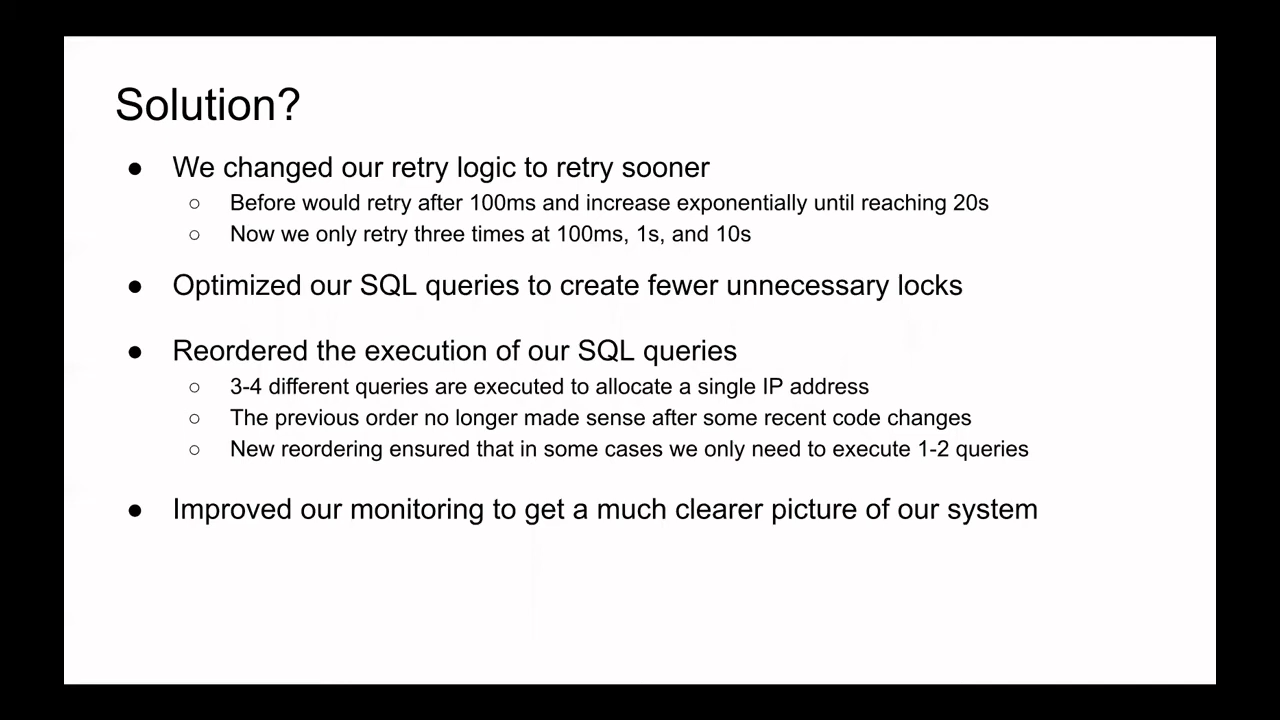 Solution?
● We changed our retry logic to retry sooner
○ Before would retry after 100ms and increase exponentially until reaching 20s
○ Now we only retry three times at 100ms, 1s, and 10s
● Optimized our SQL queries to create fewer unnecessary locks
● Reordered the execution of our SQL queries
○ 3-4 different queries are executed to allocate a single IP address
○ The previous order no longer made sense after some recent code changes
○ New reordering ensured that in some cases we only need to execute 1-2 queries
● Improved our monitoring to get a much clearer picture of our system